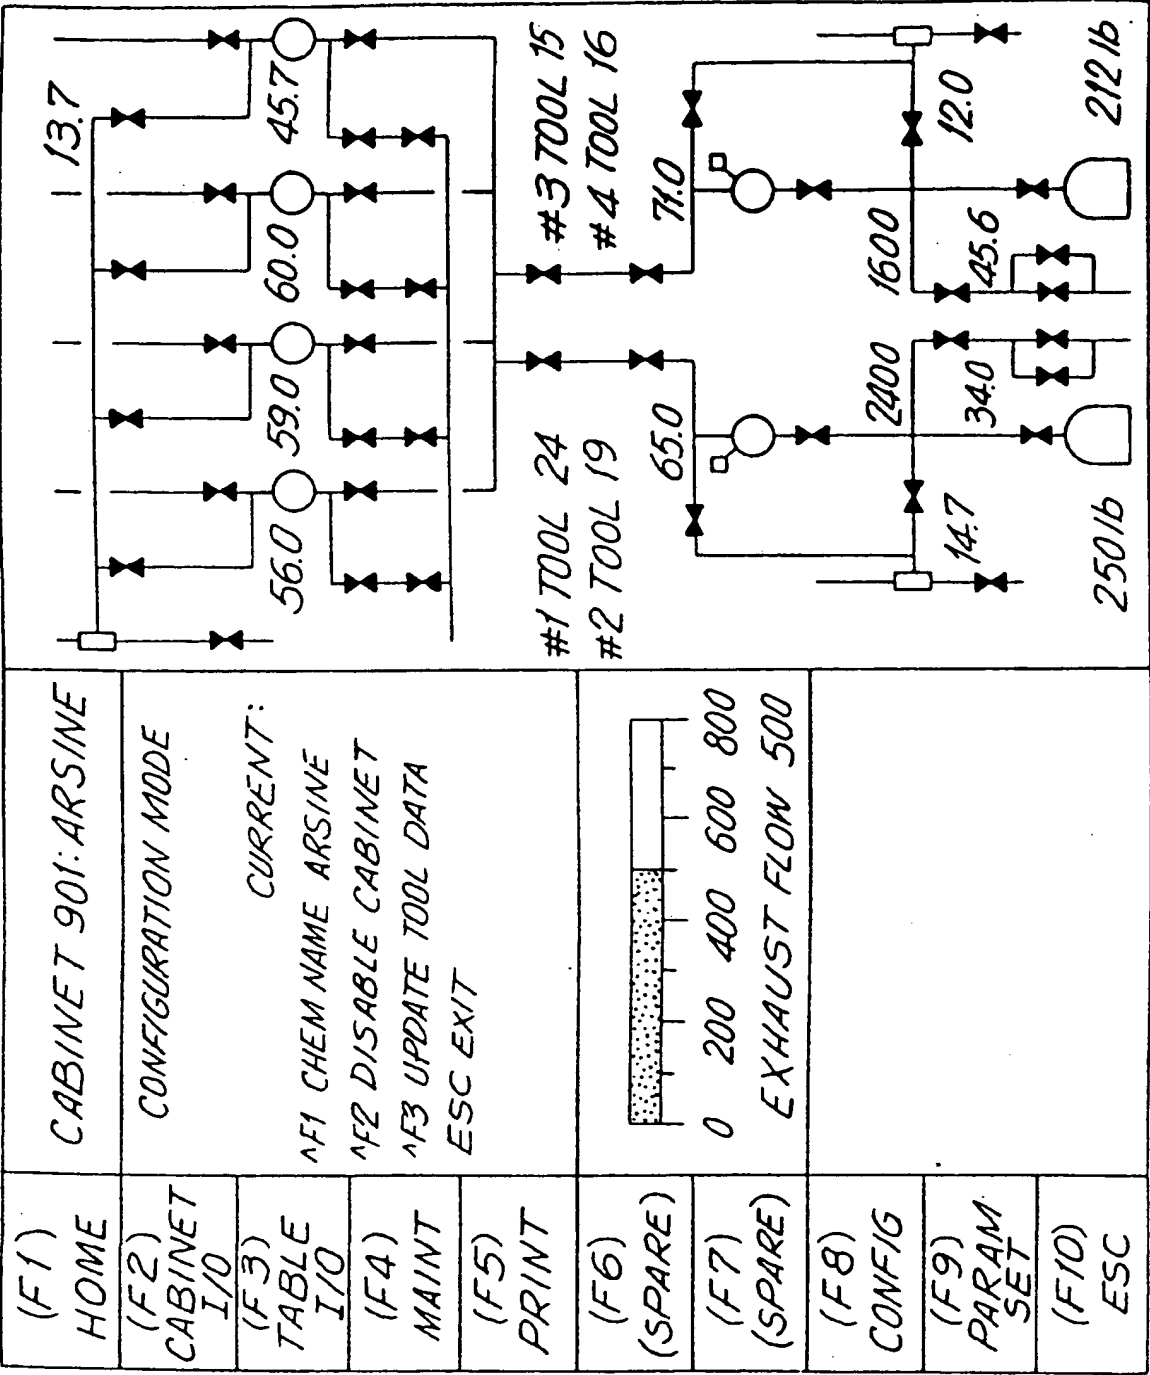 (F1)
HOME
(F2)
CABINET
I/O
(F3)
TABLE
I/O
(F4)
MAINT
(F5)
PRINT
(F6)
(SPARE)
(F7)
(SPARE)
(F8)
CONFIG
(F9)
PARAM
SET
(F10)
ESC
CABINET 901: ARSINE
CONFIGURATION MODE
CURRENT:
^F1 CHEM NAME ARSINE
^F2 DISABLE CABINET
^F3 UPDATE TOOL DATA
ESC EXIT
0 200 400 600 800
EXHAUST FLOW 500
13.7
56.0 59.0 60.0 45.7
#1 TOOL 24
#2 TOOL 19
#3 TOOL 15
#4 TOOL 16
65.0
71.0
2400
1600
14.7
34.0
45.6
12.0
250 lb
212 lb